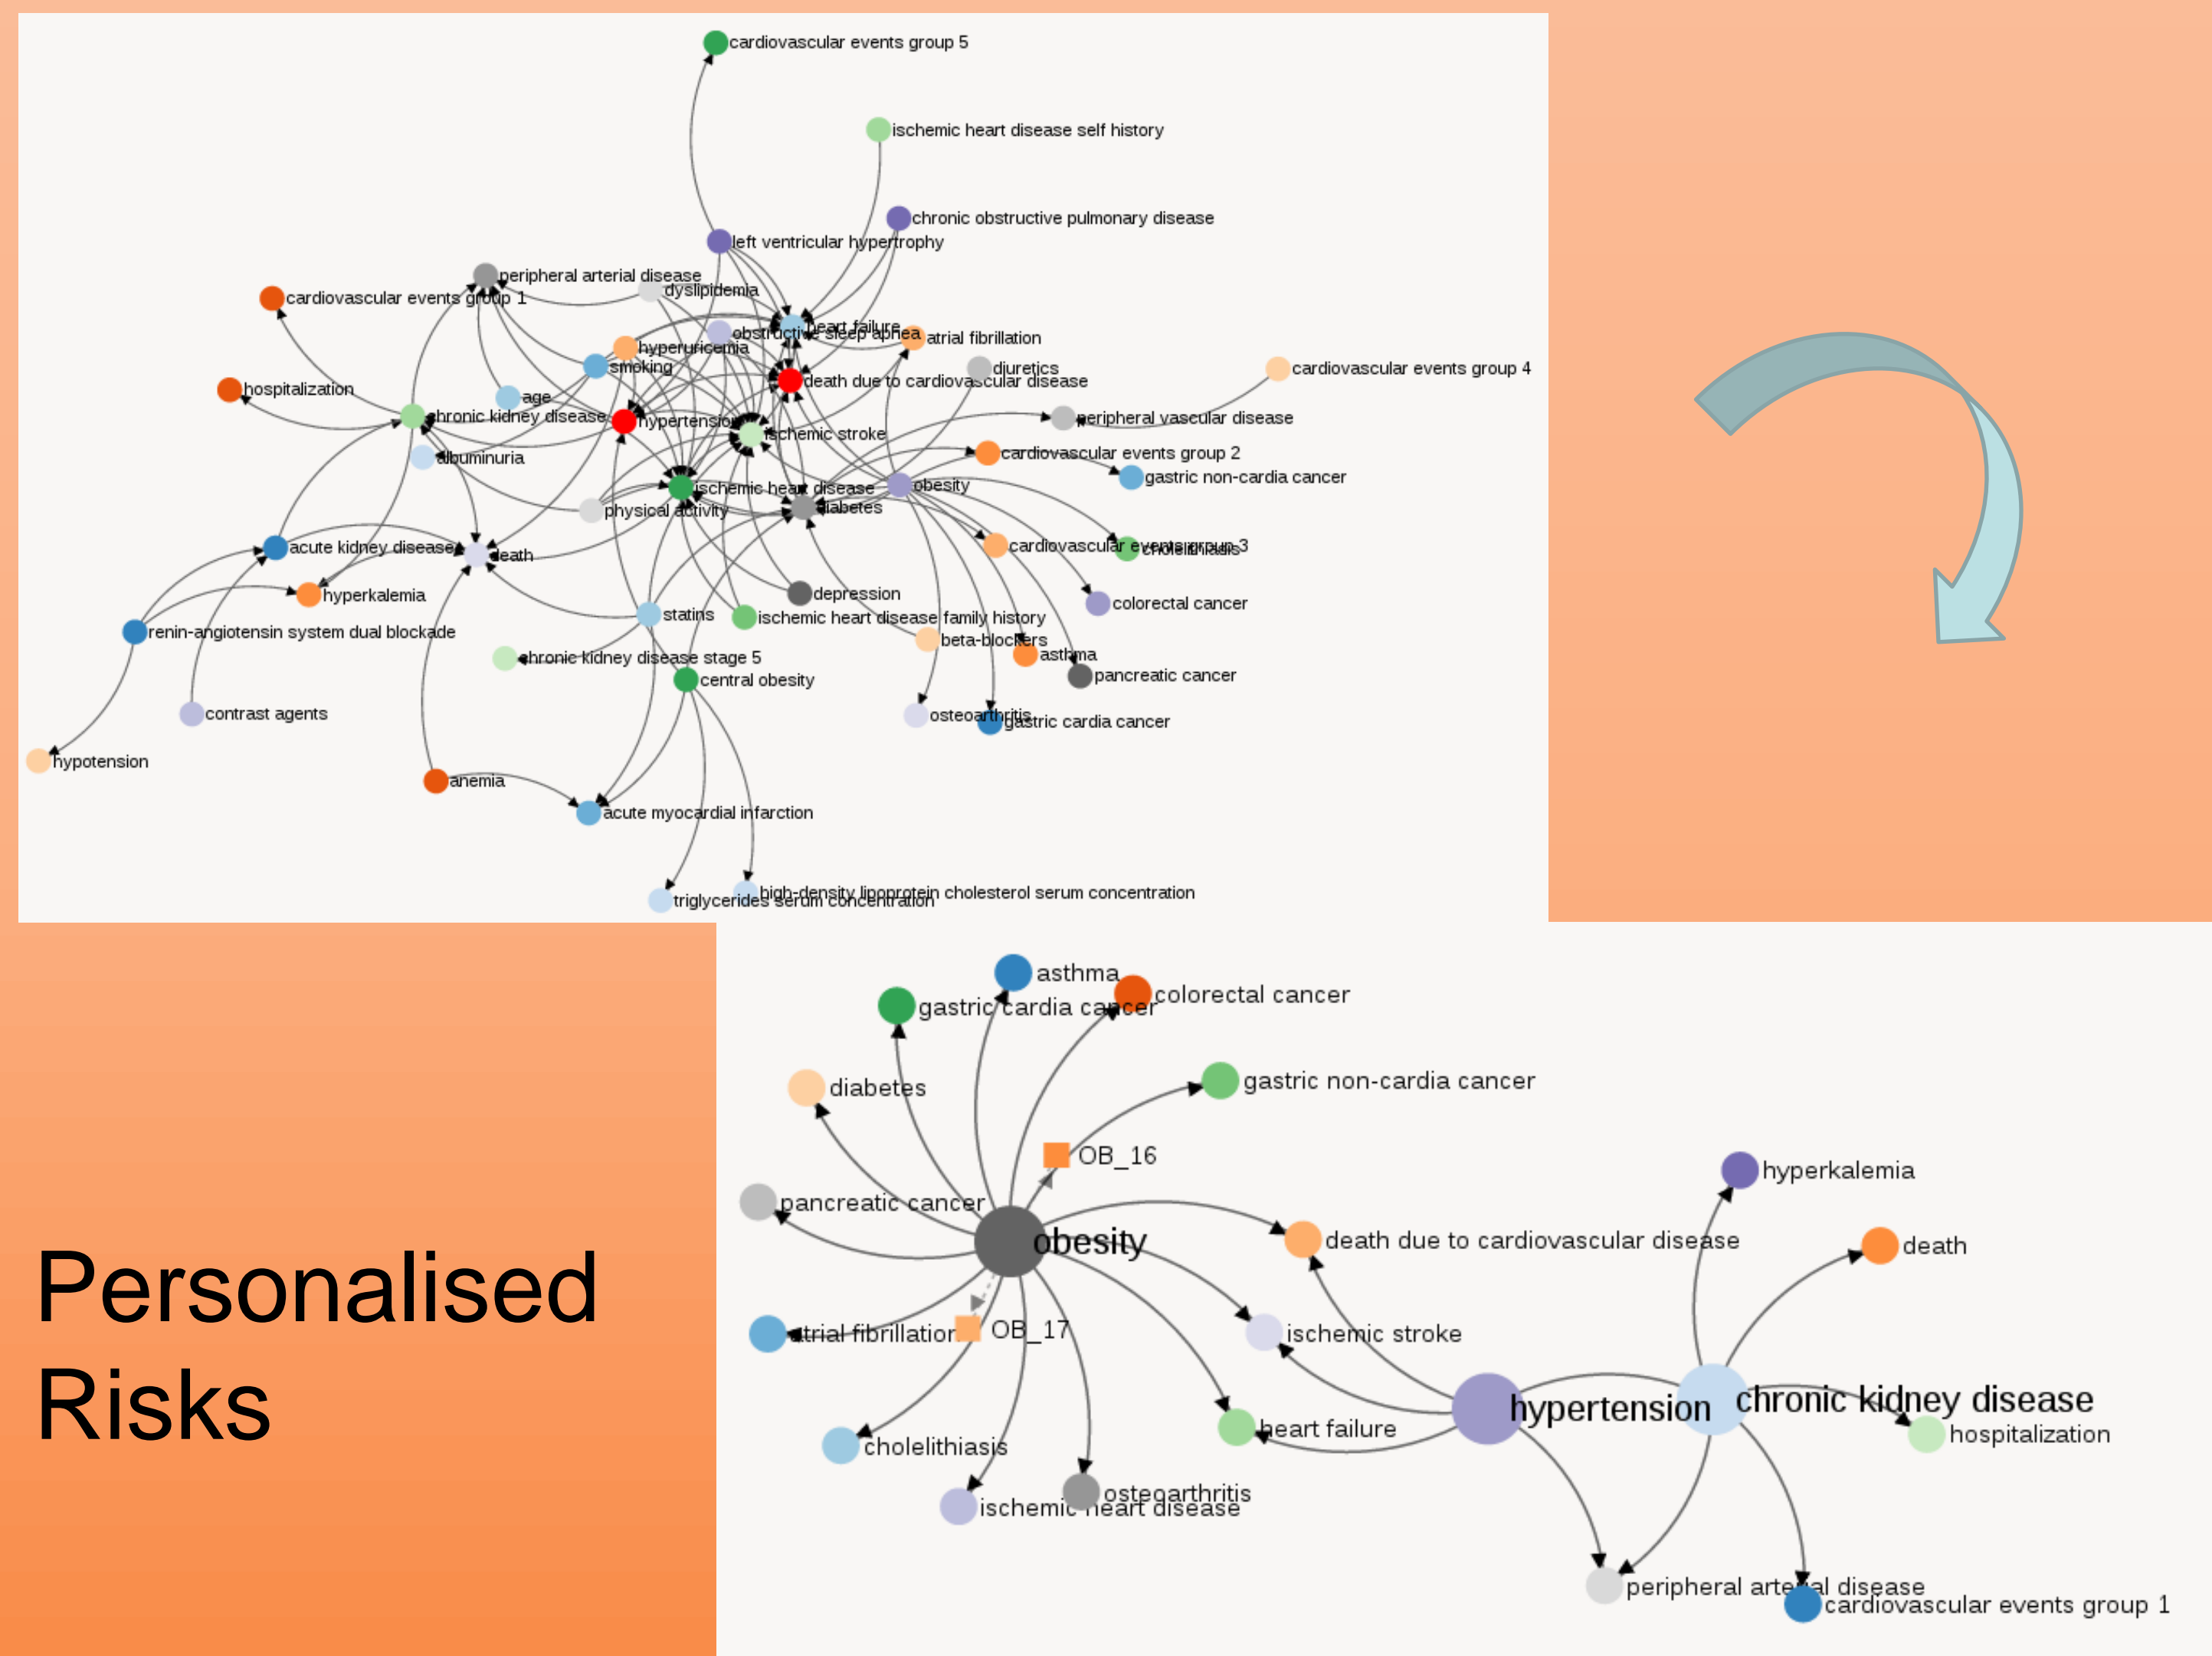 cardiovascular events group 5
ischemic heart disease self history
chronic obstructive pulmonary disease
left ventricular hypertrophy
peripheral arterial disease
dyslipidemia
cardiovascular events group 1
heart failure
obstructive sleep apnea
atrial fibrillation
hyperuricemia
smoking
diuretics
cardiovascular events group 4
death due to cardiovascular disease
hospitalization
age
chronic kidney disease
hypertension
peripheral vascular disease
ischemic stroke
cardiovascular events group 2
albuminuria
gastric non-cardia cancer
obesity
ischemic heart disease
diabetes
physical activity
acute kidney disease
death
cardiovascular events group 3
cholelithiasis
hyperkalemia
depression
colorectal cancer
statins
ischemic heart disease family history
renin-angiotensin system dual blockade
beta-blockers
asthma
chronic kidney disease stage 5
pancreatic cancer
central obesity
contrast agents
osteoarthritis
gastric cardia cancer
hypotension
anemia
acute myocardial infarction
high-density lipoprotein cholesterol serum concentration
triglycerides serum concentration
Personalised
Risks
asthma
colorectal cancer
gastric cardia cancer
gastric non-cardia cancer
diabetes
OB_16
hyperkalemia
pancreatic cancer
obesity
death due to cardiovascular disease
death
atrial fibrillation
OB_17
ischemic stroke
chronic kidney disease
hypertension
heart failure
hospitalization
cholelithiasis
osteoarthritis
ischemic heart disease
peripheral arterial disease
cardiovascular events group 1